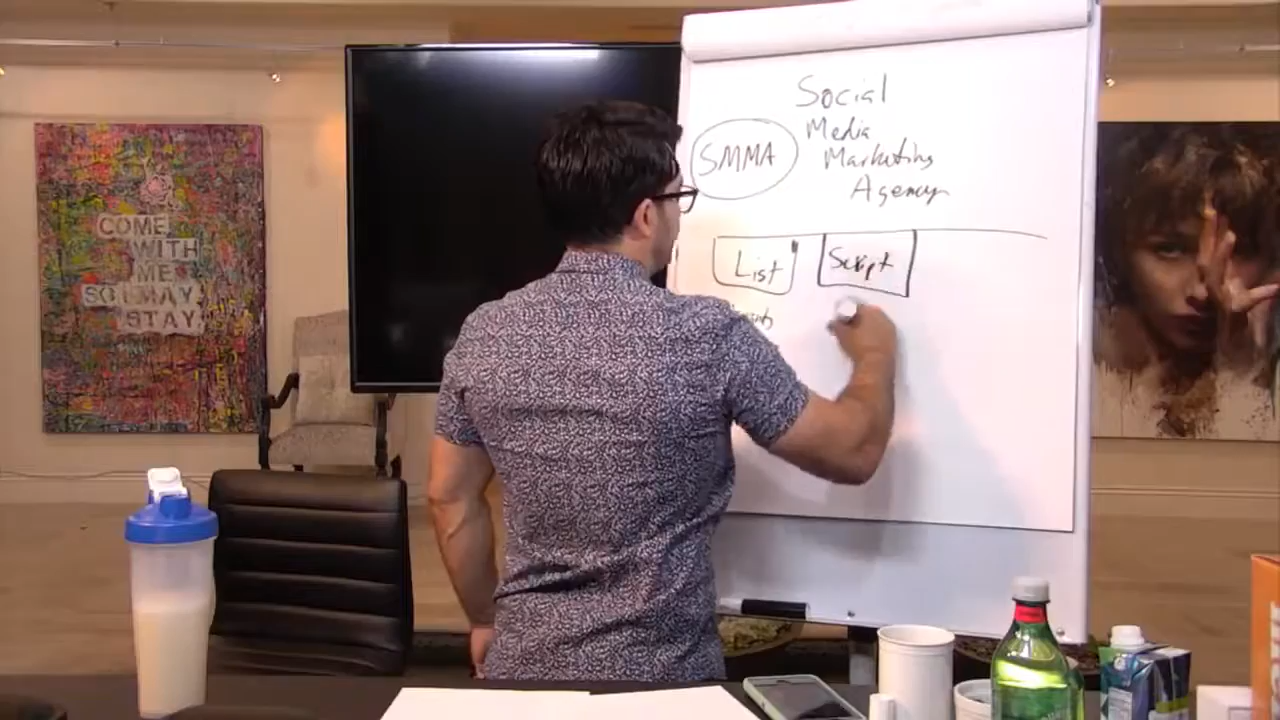 COME
WITH
ME
SO I MAY
STAY.
Social
Media
Marketing
Agency
SMMA
List
Script